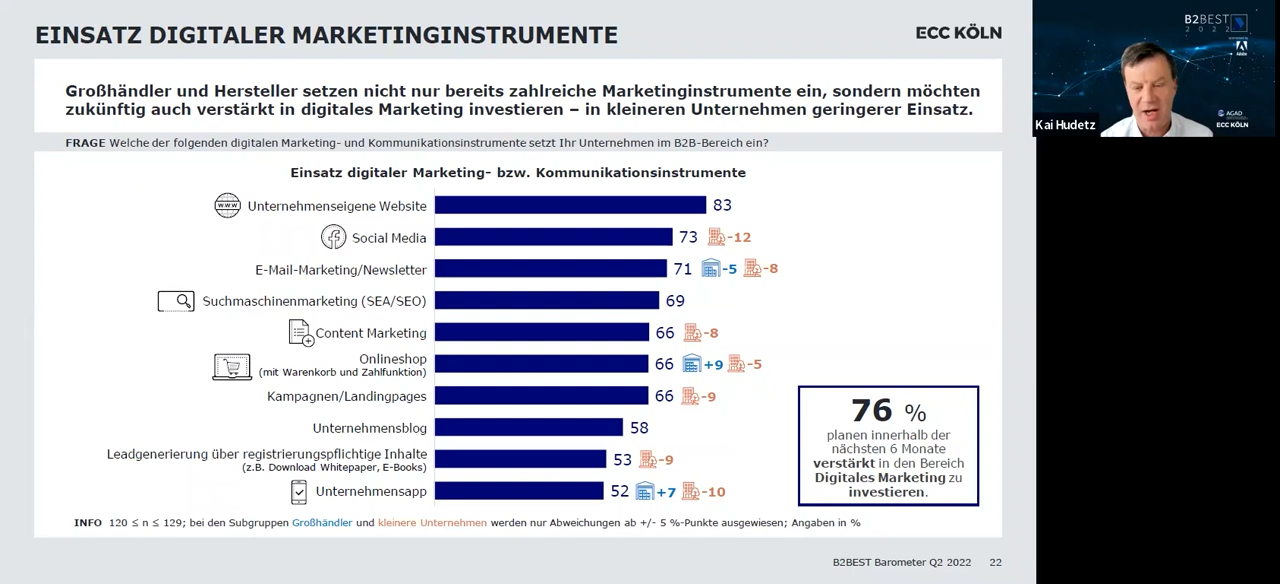 EINSATZ DIGITALER MARKETINGINSTRUMENTE
ECC KÖLN
Großhändler und Hersteller setzen nicht nur bereits zahlreiche Marketinginstrumente ein, sondern möchten
zukünftig auch verstärkt in digitales Marketing investieren – in kleineren Unternehmen geringerer Einsatz.
FRAGE Welche der folgenden digitalen Marketing- und Kommunikationsinstrumente setzt Ihr Unternehmen im B2B-Bereich ein?
Einsatz digitaler Marketing- bzw. Kommunikationsinstrumente
WWW Unternehmenseigene Website 83
Social Media 73 -12
E-Mail-Marketing/Newsletter 71 -5 -8
Suchmaschinenmarketing (SEA/SEO) 69
Content Marketing 66 -8
Onlineshop
(mit Warenkorb und Zahlfunktion) 66 +9 -5
Kampagnen/Landingpages 66 -9
Unternehmensblog 58
Leadgenerierung über registrierungspflichtige Inhalte
(z.B. Download Whitepaper, E-Books) 53 -9
Unternehmensapp 52 +7 -10
76 %
planen innerhalb der
nächsten 6 Monate
verstärkt in den Bereich
Digitales Marketing zu
investieren.
INFO 120 ≤ n ≤ 129; bei den Subgruppen Großhändler und kleinere Unternehmen werden nur Abweichungen ab +/- 5 %-Punkte ausgewiesen; Angaben in %
B2BEST Barometer Q2 2022 22
B2BEST
2022
Adobe
Kai Hudetz
AGAD
ECC KÖLN